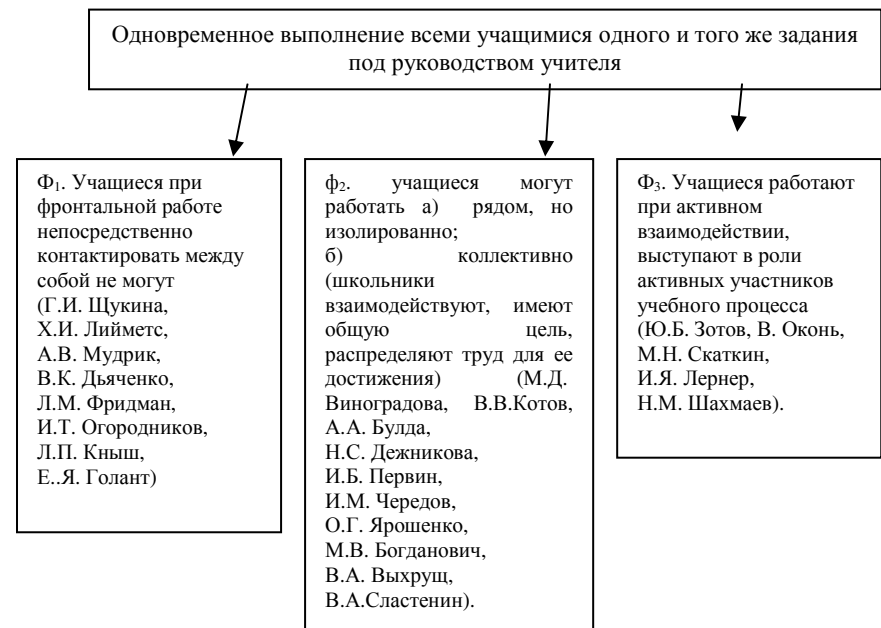 Одновременное выполнение всеми учащимися одного и того же задания
под руководством учителя
Ф₁. Учащиеся при
фронтальной работе
непосредственно
контактировать между
собой не могут
(Г.И. Щукина,
Х.И. Лийметс,
А.В. Мудрик,
В.К. Дьяченко,
Л.М. Фридман,
И.Т. Огородников,
Л.П. Кныш,
Е..Я. Голант)
ф₂. учащиеся могут
работать а) рядом, но
изолированно;
б) коллективно
(школьники
взаимодействуют, имеют
общую цель,
распределяют труд для ее
достижения) (М.Д.
Виноградова, В.В.Котов,
А.А. Булда,
Н.С. Дежникова,
И.Б. Первин,
И.М. Чередов,
О.Г. Ярошенко,
М.В. Богданович,
В.А. Выхрущ,
В.А.Сластенин).
Ф₃. Учащиеся работают
при активном
взаимодействии,
выступают в роли
активных участников
учебного процесса
(Ю.Б. Зотов, В. Оконь,
М.Н. Скаткин,
И.Я. Лернер,
Н.М. Шахмаев).